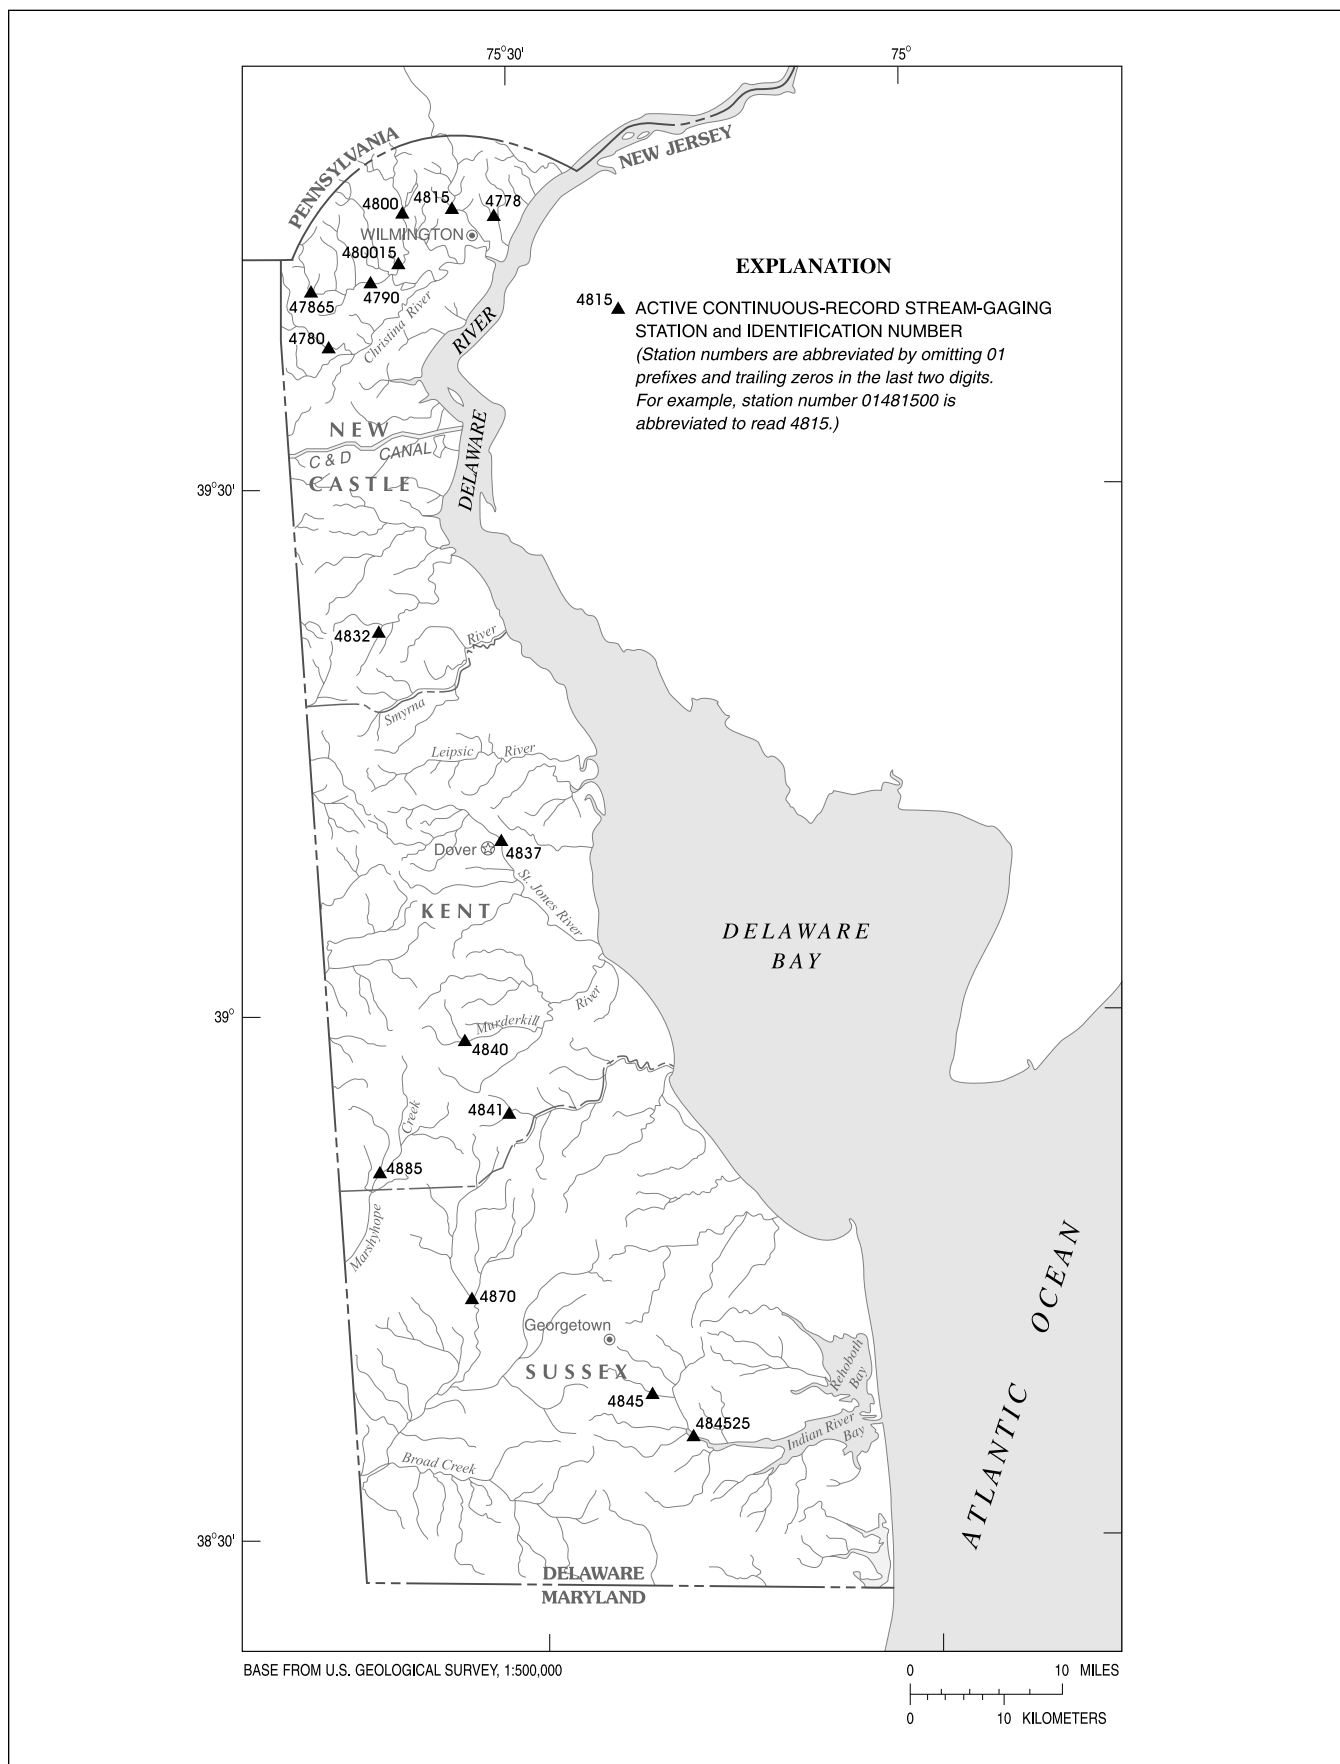 75°30'
75°
PENNSYLVANIA
NEW JERSEY
4800
4815
4778
WILMINGTON
480015
4790
47865
Christina River
4780
RIVER
EXPLANATION
4815
ACTIVE CONTINUOUS-RECORD STREAM-GAGING
STATION and IDENTIFICATION NUMBER
(Station numbers are abbreviated by omitting 01
prefixes and trailing zeros in the last two digits.
For example, station number 01481500 is
abbreviated to read 4815.)
NEW
C & D CANAL
CASTLE
DELAWARE
39°30'
4832
River
Smyrna
Leipsic River
Dover
4837
St. Jones River
KENT
DELAWARE
BAY
39°
River
Murderkill
4840
4841
Creek
4885
Marshyhope
4870
Georgetown
SUSSEX
Rehoboth
Bay
4845
484525
Indian River
Bay
Broad Creek
ATLANTIC OCEAN
38°30'
DELAWARE
MARYLAND
BASE FROM U.S. GEOLOGICAL SURVEY, 1:500,000
0 10 MILES
0 10 KILOMETERS